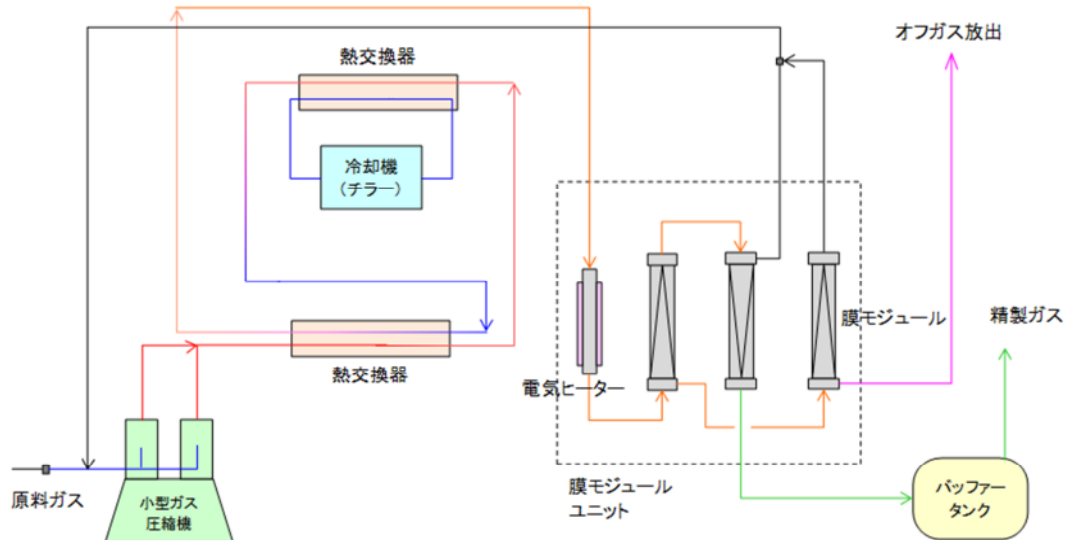 オフガス放出
熱交換器
冷却機
(チラー)
精製ガス
膜モジュール
熱交換器
電気ヒーター
原料ガス
小型ガス
圧縮機
膜モジュール
ユニット
バッファー
タンク